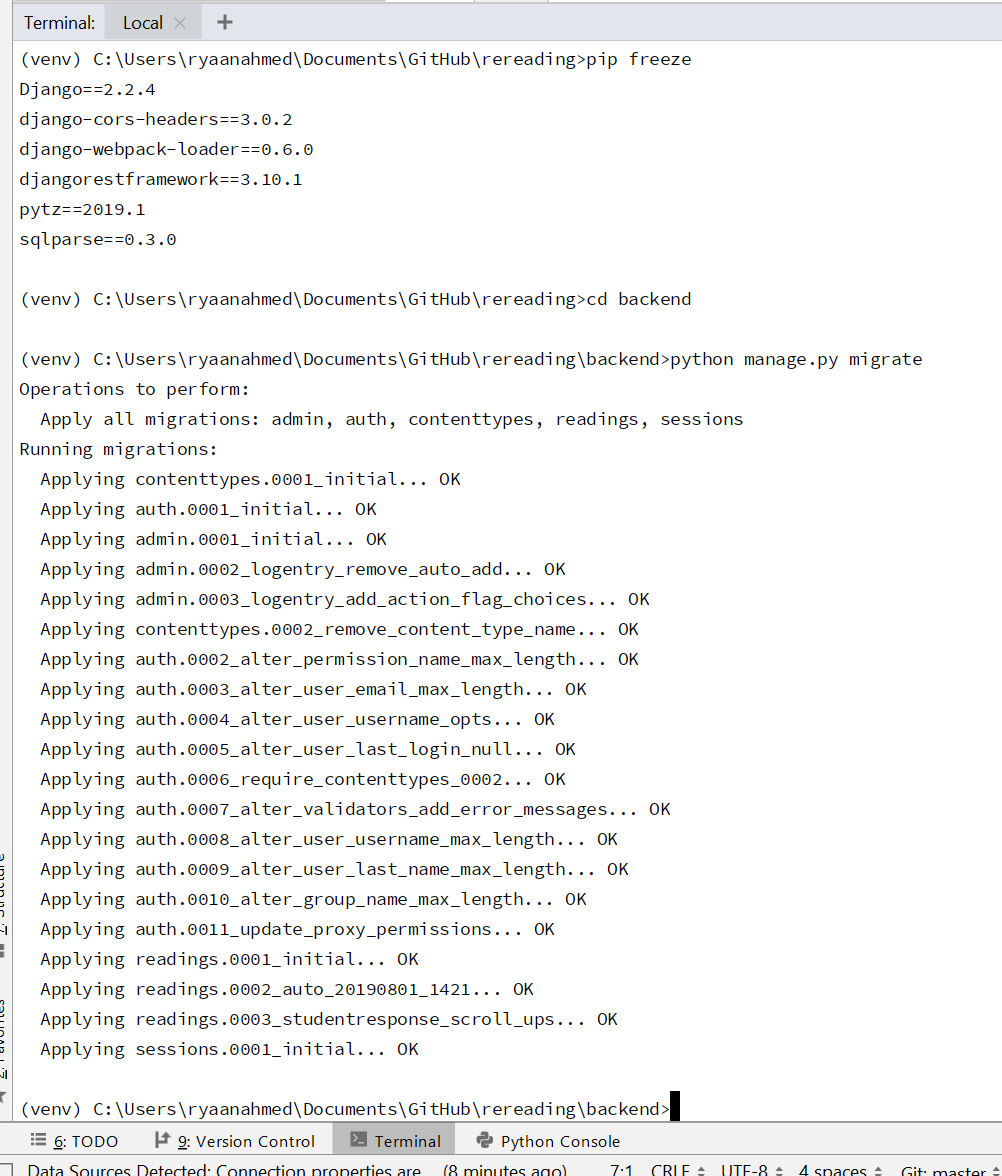 Terminal: Local +
(venv) C:\Users\ryaanahmed\Documents\GitHub\rereading>pip freeze
Django==2.2.4
django-cors-headers==3.0.2
django-webpack-loader==0.6.0
djangorestframework==3.10.1
pytz==2019.1
sqlparse==0.3.0
(venv) C:\Users\ryaanahmed\Documents\GitHub\rereading>cd backend
(venv) C:\Users\ryaanahmed\Documents\GitHub\rereading\backend>python manage.py migrate
Operations to perform:
  Apply all migrations: admin, auth, contenttypes, readings, sessions
Running migrations:
  Applying contenttypes.0001_initial... OK
  Applying auth.0001_initial... OK
  Applying admin.0001_initial... OK
  Applying admin.0002_logentry_remove_auto_add... OK
  Applying admin.0003_logentry_add_action_flag_choices... OK
  Applying contenttypes.0002_remove_content_type_name... OK
  Applying auth.0002_alter_permission_name_max_length... OK
  Applying auth.0003_alter_user_email_max_length... OK
  Applying auth.0004_alter_user_username_opts... OK
  Applying auth.0005_alter_user_last_login_null... OK
  Applying auth.0006_require_contenttypes_0002... OK
  Applying auth.0007_alter_validators_add_error_messages... OK
  Applying auth.0008_alter_user_username_max_length... OK
  Applying auth.0009_alter_user_last_name_max_length... OK
  Applying auth.0010_alter_group_name_max_length... OK
  Applying auth.0011_update_proxy_permissions... OK
  Applying readings.0001_initial... OK
  Applying readings.0002_auto_20190801_1421... OK
  Applying readings.0003_studentresponse_scroll_ups... OK
  Applying sessions.0001_initial... OK
(venv) C:\Users\ryaanahmed\Documents\GitHub\rereading\backend>
6: TODO 9: Version Control Terminal Python Console
Data Sources Detected: Connection properties are (8 minutes ago) 7:1 CRLF UTF-8 4 spaces Git: master